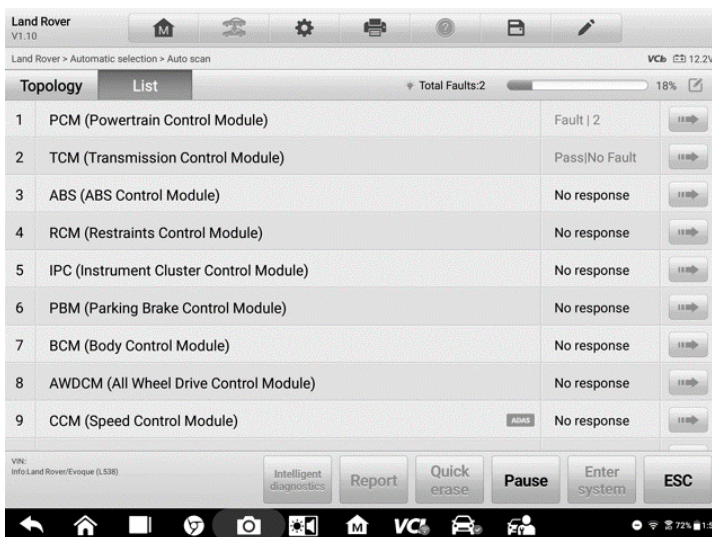 Land Rover
V1.10
M
Land Rover > Automatic selection > Auto scan
VCb 12.2V
Topology List Total Faults:2 18%
1 PCM (Powertrain Control Module) Fault | 2
2 TCM (Transmission Control Module) Pass|No Fault
3 ABS (ABS Control Module) No response
4 RCM (Restraints Control Module) No response
5 IPC (Instrument Cluster Control Module) No response
6 PBM (Parking Brake Control Module) No response
7 BCM (Body Control Module) No response
8 AWDCM (All Wheel Drive Control Module) No response
9 CCM (Speed Control Module) ADAS No response
VIN:
Info:Land Rover/Evoque (L538)
Intelligent diagnostics
Report
Quick erase
Pause
Enter system
ESC
M VCI 72% 1:5